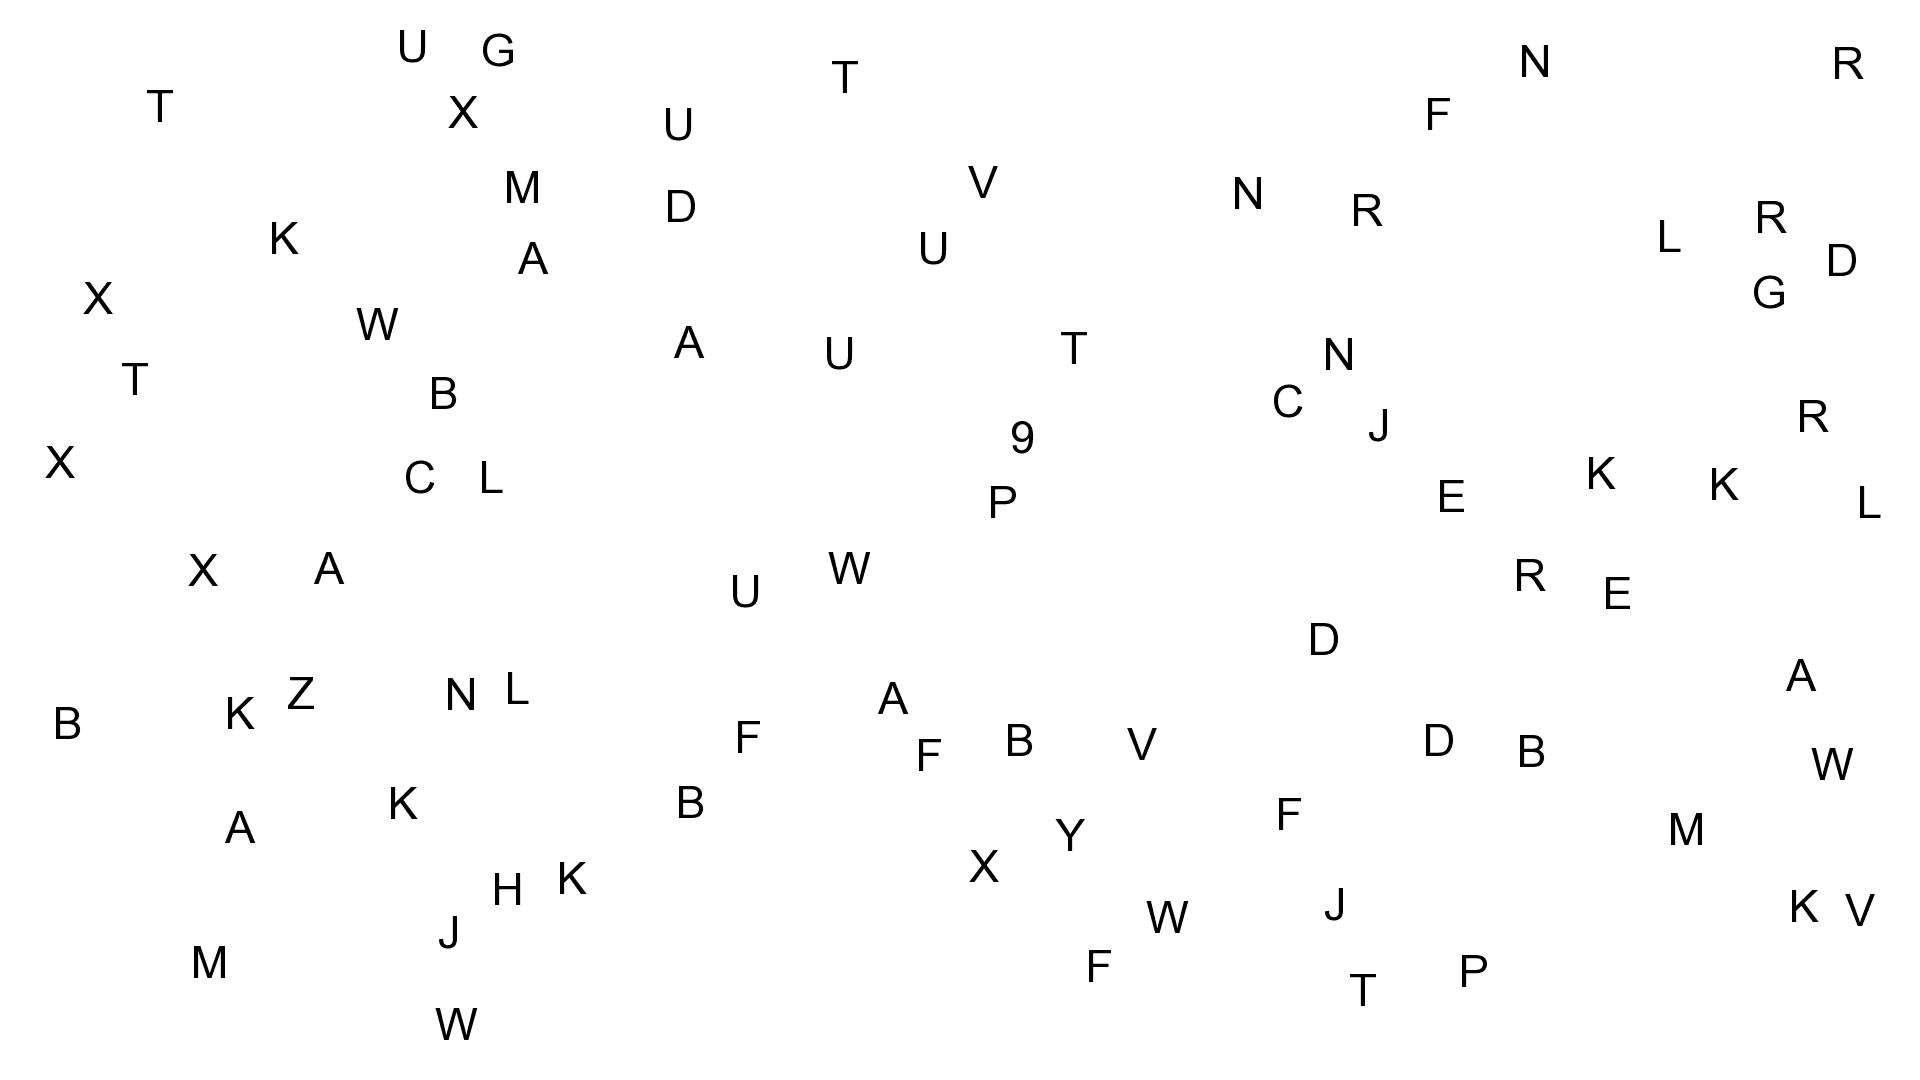 U G N R
T X U T F
M D V N R
K A U L R D
X W A U T N G
T B C J R
X C L 9 P E K K L
X A U W R E
D
B K Z N L A A
F F B V D B W
A K B Y F M
H K X
J W J K V
M F T P
W